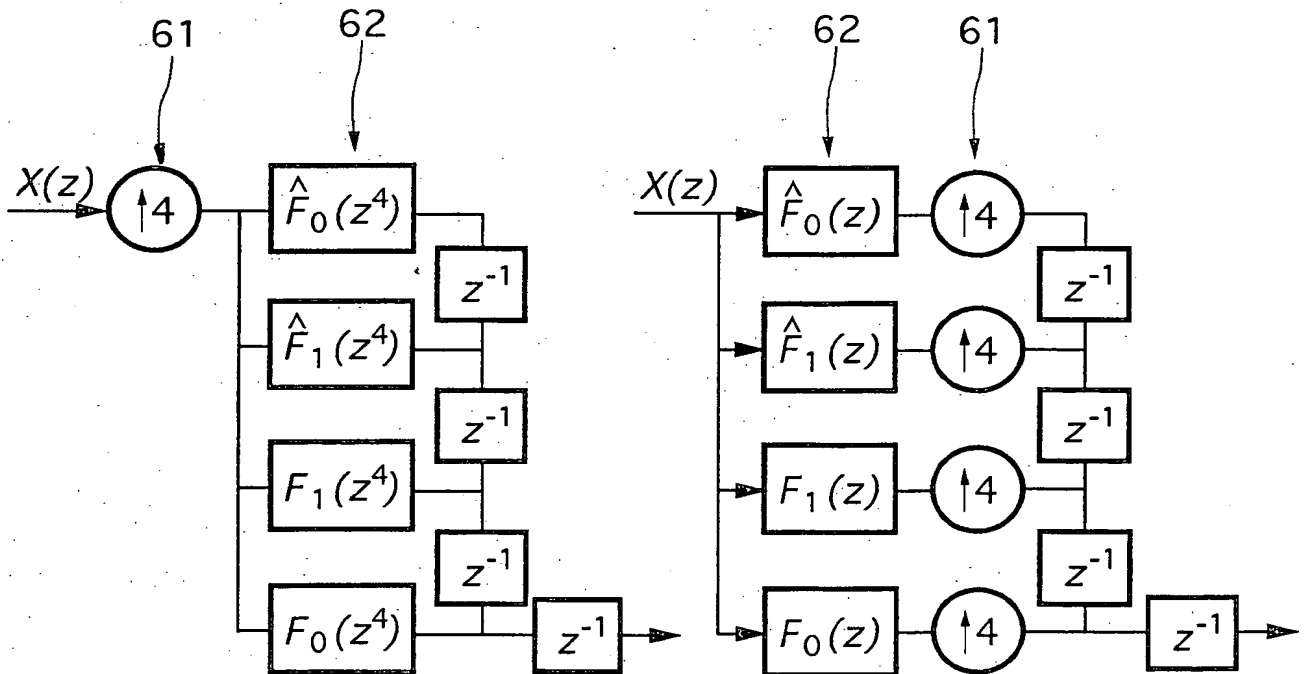 61 62 62 61
X(z) ↑4 F̂₀(z⁴) X(z) F̂₀(z) ↑4
z⁻¹ z⁻¹
F̂₁(z⁴) F̂₁(z) ↑4
z⁻¹ z⁻¹
F₁(z⁴) F₁(z) ↑4
z⁻¹ z⁻¹
F₀(z⁴) z⁻¹ F₀(z) ↑4 z⁻¹